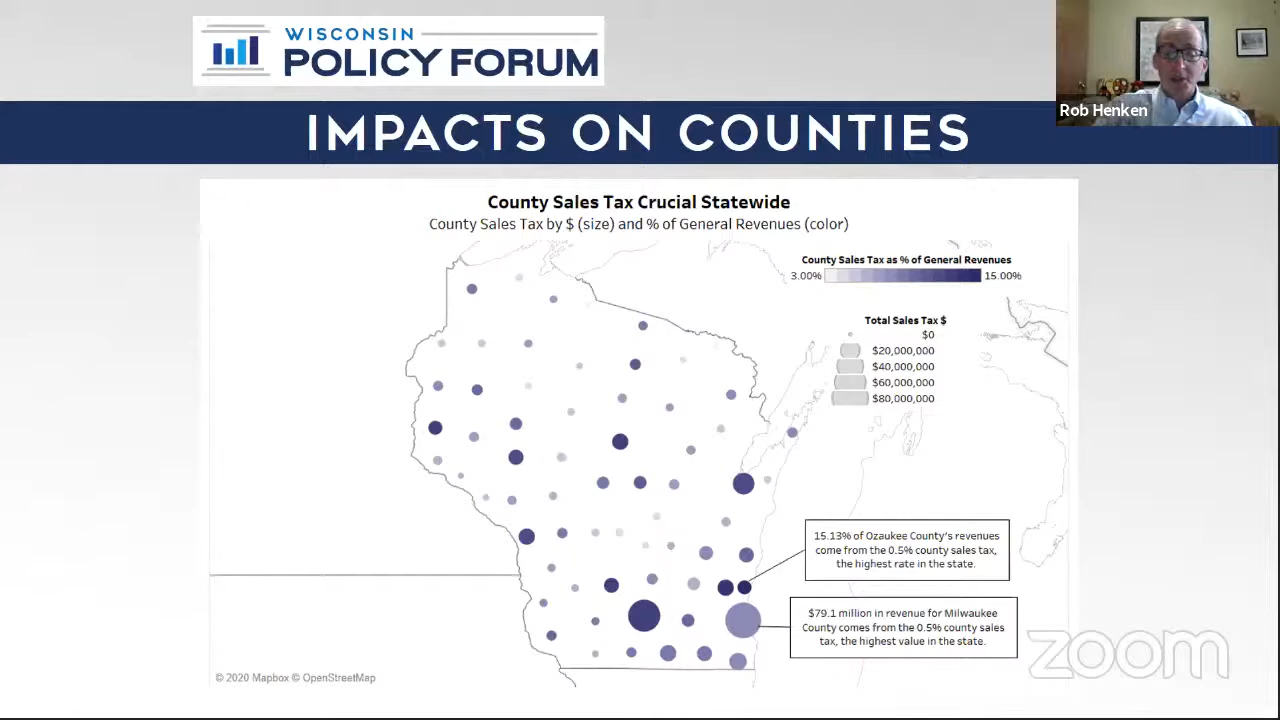 WISCONSIN
POLICY FORUM
Rob Henken
IMPACTS ON COUNTIES
County Sales Tax Crucial Statewide
County Sales Tax by $ (size) and % of General Revenues (color)
County Sales Tax as % of General Revenues
3.00% 15.00%
Total Sales Tax $
$0
$20,000,000
$40,000,000
$60,000,000
$80,000,000
15.13% of Ozaukee County's revenues
come from the 0.5% county sales tax,
the highest rate in the state.
$79.1 million in revenue for Milwaukee
County comes from the 0.5% county sales
tax, the highest value in the state.
© 2020 Mapbox © OpenStreetMap
zoom